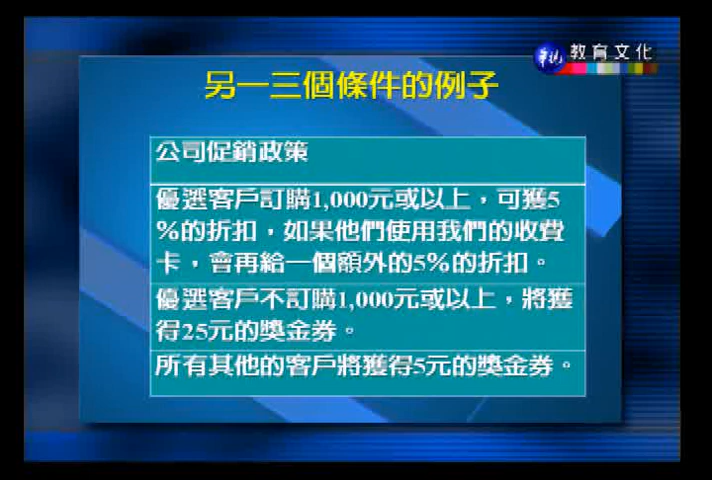 華視 教育文化
另一三個條件的例子
公司促銷政策
優選客戶訂購1,000元或以上，可獲5
%的折扣，如果他們使用我們的收費
卡，會再給一個額外的5%的折扣。
優選客戶不訂購1,000元或以上，將獲
得25元的獎金券。
所有其他的客戶將獲得5元的獎金券。